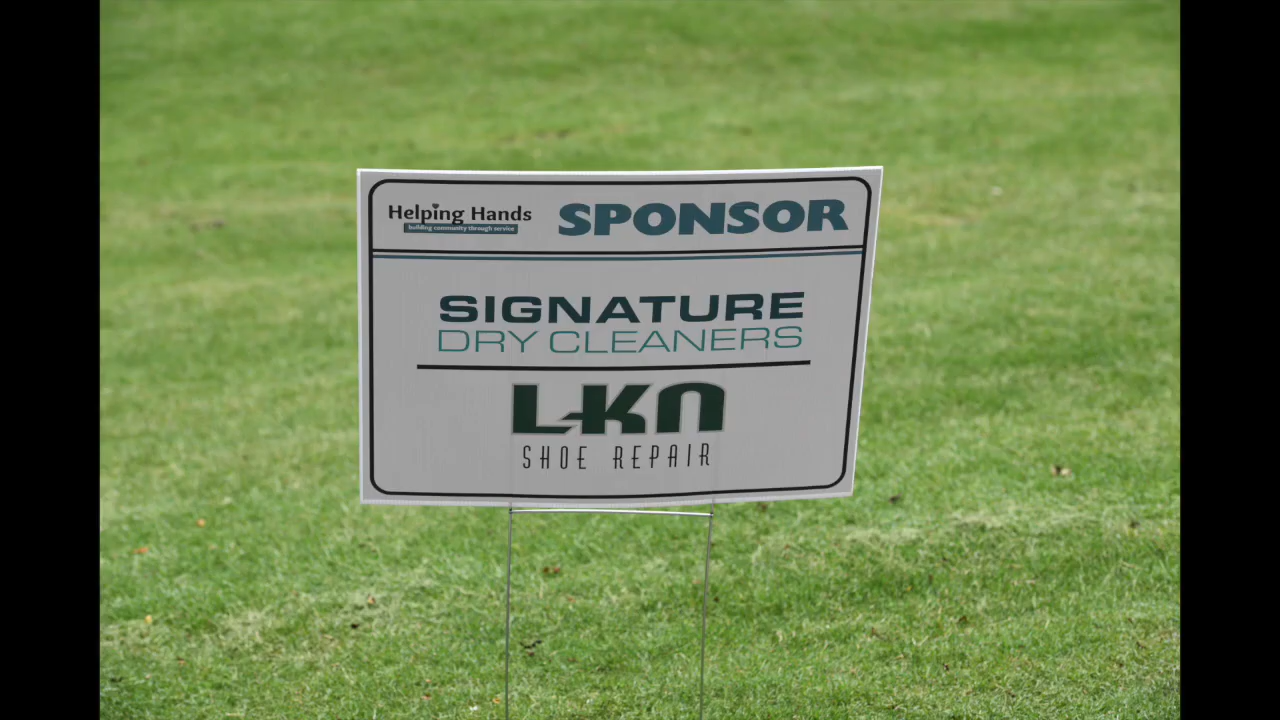 Helping Hands
building community through service
SPONSOR
SIGNATURE
DRY CLEANERS
LKN
SHOE REPAIR